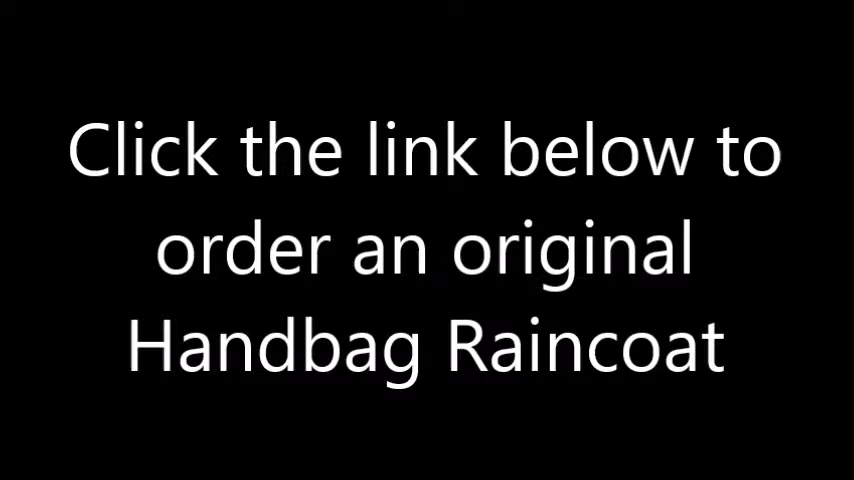 Click the link below to
order an original
Handbag Raincoat